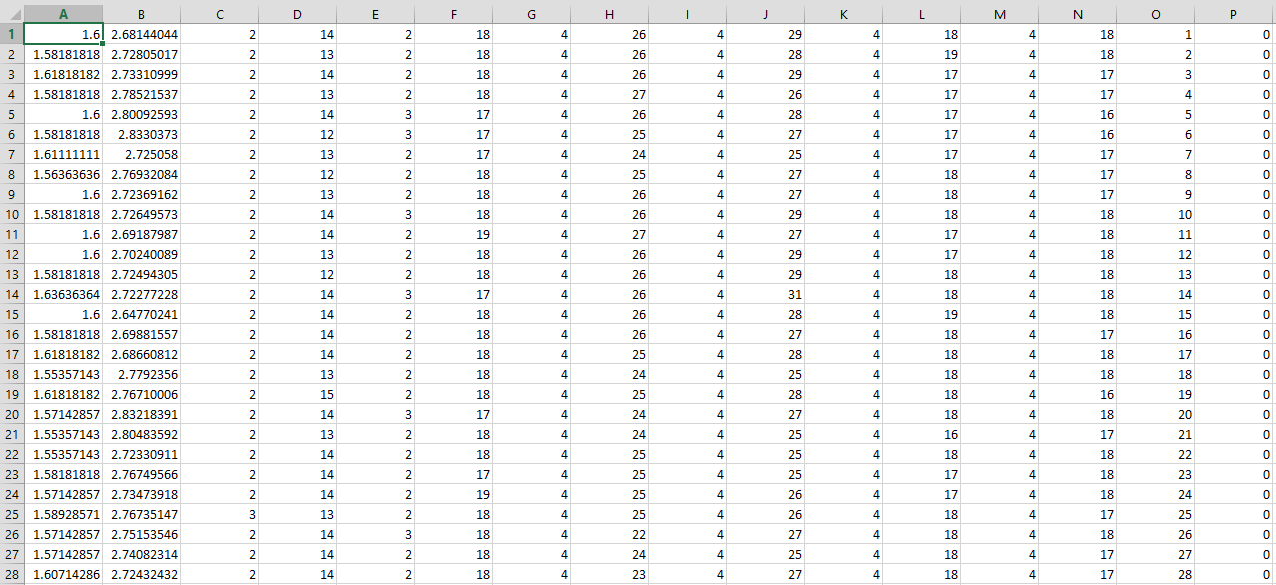 A B C D E F G H I J K L M N O P
1 1.6 2.68144044 2 14 2 18 4 26 4 29 4 18 4 18 1 0
2 1.58181818 2.72805017 2 13 2 18 4 26 4 28 4 19 4 18 2 0
3 1.61818182 2.73310999 2 14 2 18 4 26 4 29 4 17 4 17 3 0
4 1.58181818 2.78521537 2 13 2 18 4 27 4 26 4 17 4 17 4 0
5 1.6 2.80092593 2 14 3 17 4 26 4 28 4 17 4 16 5 0
6 1.58181818 2.8330373 2 12 3 17 4 25 4 27 4 17 4 16 6 0
7 1.61111111 2.725058 2 13 2 17 4 24 4 25 4 17 4 17 7 0
8 1.56363636 2.76932084 2 12 2 18 4 25 4 27 4 18 4 17 8 0
9 1.6 2.72369162 2 13 2 18 4 26 4 27 4 18 4 17 9 0
10 1.58181818 2.72649573 2 14 3 18 4 26 4 29 4 18 4 18 10 0
11 1.6 2.69187987 2 14 2 19 4 27 4 27 4 17 4 18 11 0
12 1.6 2.70240089 2 13 2 18 4 26 4 29 4 17 4 18 12 0
13 1.58181818 2.72494305 2 12 2 18 4 26 4 29 4 18 4 18 13 0
14 1.63636364 2.72277228 2 14 3 17 4 26 4 31 4 18 4 18 14 0
15 1.6 2.64770241 2 14 2 18 4 26 4 28 4 19 4 18 15 0
16 1.58181818 2.69881557 2 14 2 18 4 26 4 27 4 18 4 17 16 0
17 1.61818182 2.68660812 2 14 2 18 4 25 4 28 4 18 4 18 17 0
18 1.55357143 2.7792356 2 13 2 18 4 24 4 25 4 18 4 18 18 0
19 1.61818182 2.76710006 2 15 2 18 4 25 4 28 4 18 4 16 19 0
20 1.57142857 2.83218391 2 14 3 17 4 24 4 27 4 18 4 18 20 0
21 1.55357143 2.80483592 2 13 2 18 4 24 4 25 4 16 4 17 21 0
22 1.55357143 2.72330911 2 14 2 18 4 25 4 25 4 18 4 18 22 0
23 1.58181818 2.76749566 2 14 2 17 4 25 4 25 4 17 4 18 23 0
24 1.57142857 2.73473918 2 14 2 19 4 25 4 26 4 17 4 18 24 0
25 1.58928571 2.76735147 3 13 2 18 4 25 4 26 4 18 4 17 25 0
26 1.57142857 2.75153546 2 14 3 18 4 22 4 27 4 18 4 18 26 0
27 1.57142857 2.74082314 2 14 2 18 4 24 4 25 4 18 4 17 27 0
28 1.60714286 2.72432432 2 14 2 18 4 23 4 27 4 18 4 17 28 0